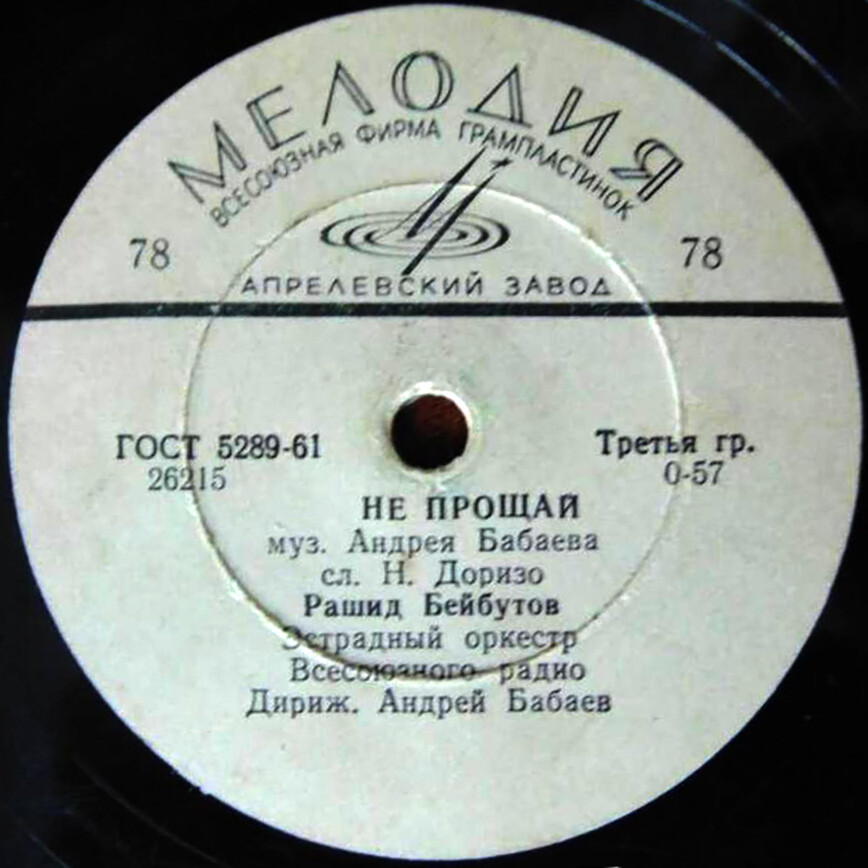 МЕЛОДИЯ
ВСЕСОЮЗНАЯ ФИРМА ГРАМПЛАСТИНОК
78 78
АПРЕЛЕВСКИЙ ЗАВОД
ГОСТ 5289-61 Третья гр.
26215 0-57
НЕ ПРОЩАЙ
муз. Андрея Бабаева
сл. Н. Доризо
Рашид Бейбутов
Эстрадный оркестр
Всесоюзного радио
Дириж. Андрей Бабаев